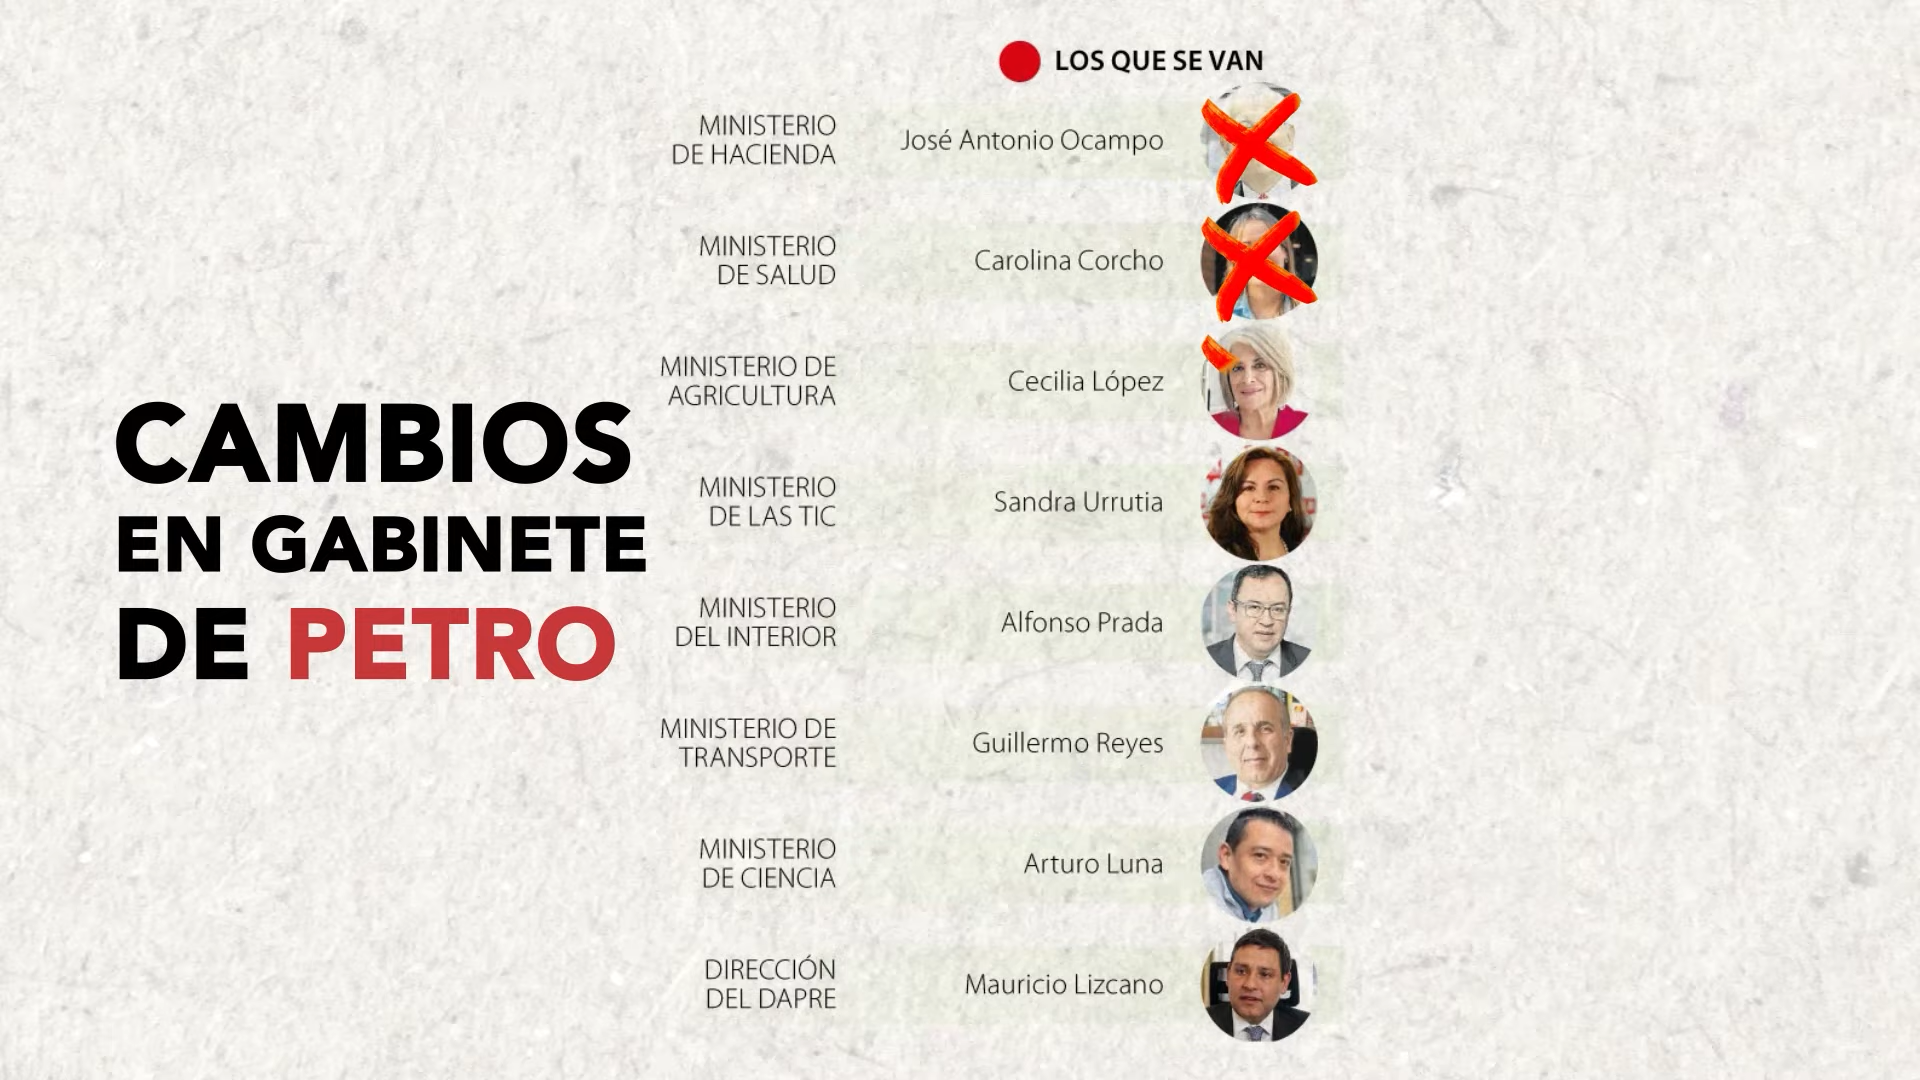 CAMBIOS
EN GABINETE
DE PETRO
LOS QUE SE VAN
MINISTERIO
DE HACIENDA
José Antonio Ocampo
MINISTERIO
DE SALUD
Carolina Corcho
MINISTERIO DE
AGRICULTURA
Cecilia López
MINISTERIO
DE LAS TIC
Sandra Urrutia
MINISTERIO
DEL INTERIOR
Alfonso Prada
MINISTERIO DE
TRANSPORTE
Guillermo Reyes
MINISTERIO
DE CIENCIA
Arturo Luna
DIRECCIÓN
DEL DAPRE
Mauricio Lizcano